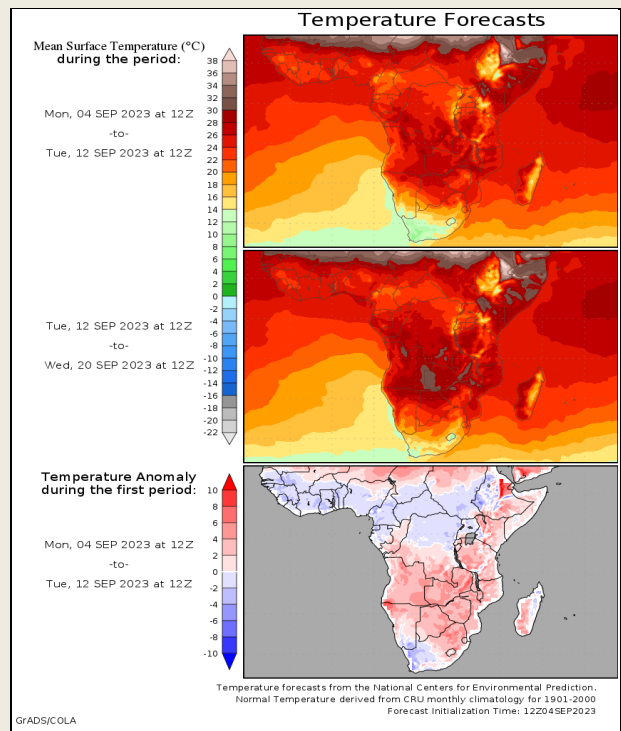 Temperature Forecasts
Mean Surface Temperature (°C)
during the period:
Mon, 04 SEP 2023 at 12Z
-to-
Tue, 12 SEP 2023 at 12Z
38
36
34
32
30
28
26
24
22
20
18
16
14
12
10
8
6
4
2
0
-2
-4
-6
-8
-10
-12
-14
-16
-18
-20
-22
Tue, 12 SEP 2023 at 12Z
-to-
Wed, 20 SEP 2023 at 12Z
Temperature Anomaly
during the first period:
Mon, 04 SEP 2023 at 12Z
-to-
Tue, 12 SEP 2023 at 12Z
10
8
6
4
2
0
-2
-4
-6
-8
-10
Temperature forecasts from the National Centers for Environmental Prediction.
Normal Temperature derived from CRU monthly climatology for 1901-2000
Forecast Initialization Time: 12Z04SEP2023
GrADS/COLA